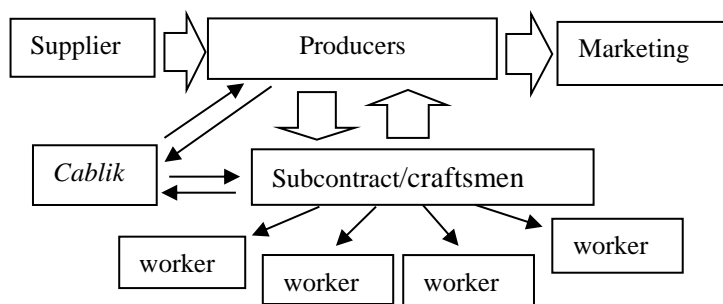 Supplier
Producers
Marketing
Cablik
Subcontract/craftsmen
worker
worker
worker
worker